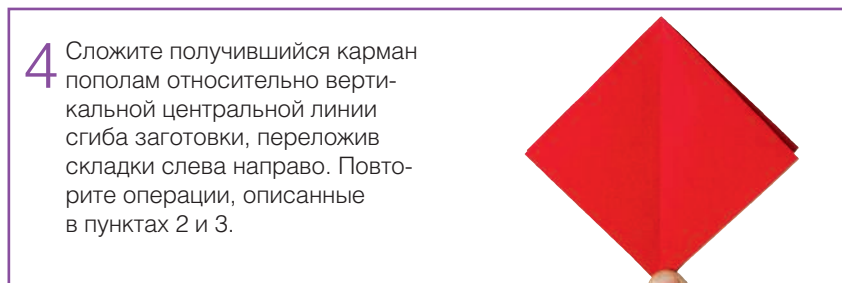 4 Сложите получившийся карман
пополам относительно верти-
кальной центральной линии
сгиба заготовки, переложив
складки слева направо. Повто-
рите операции, описанные
в пунктах 2 и 3.